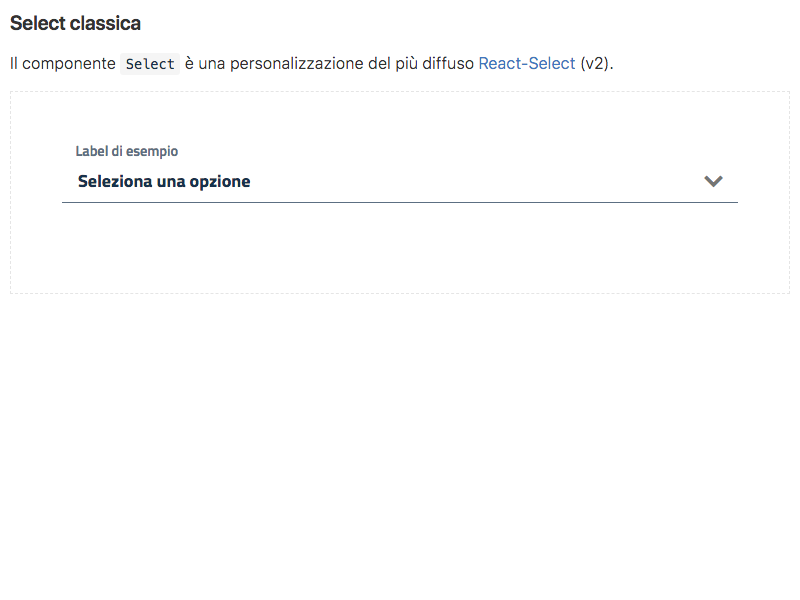 Select classica
Il componente Select è una personalizzazione del più diffuso React-Select (v2).
Label di esempio
Seleziona una opzione